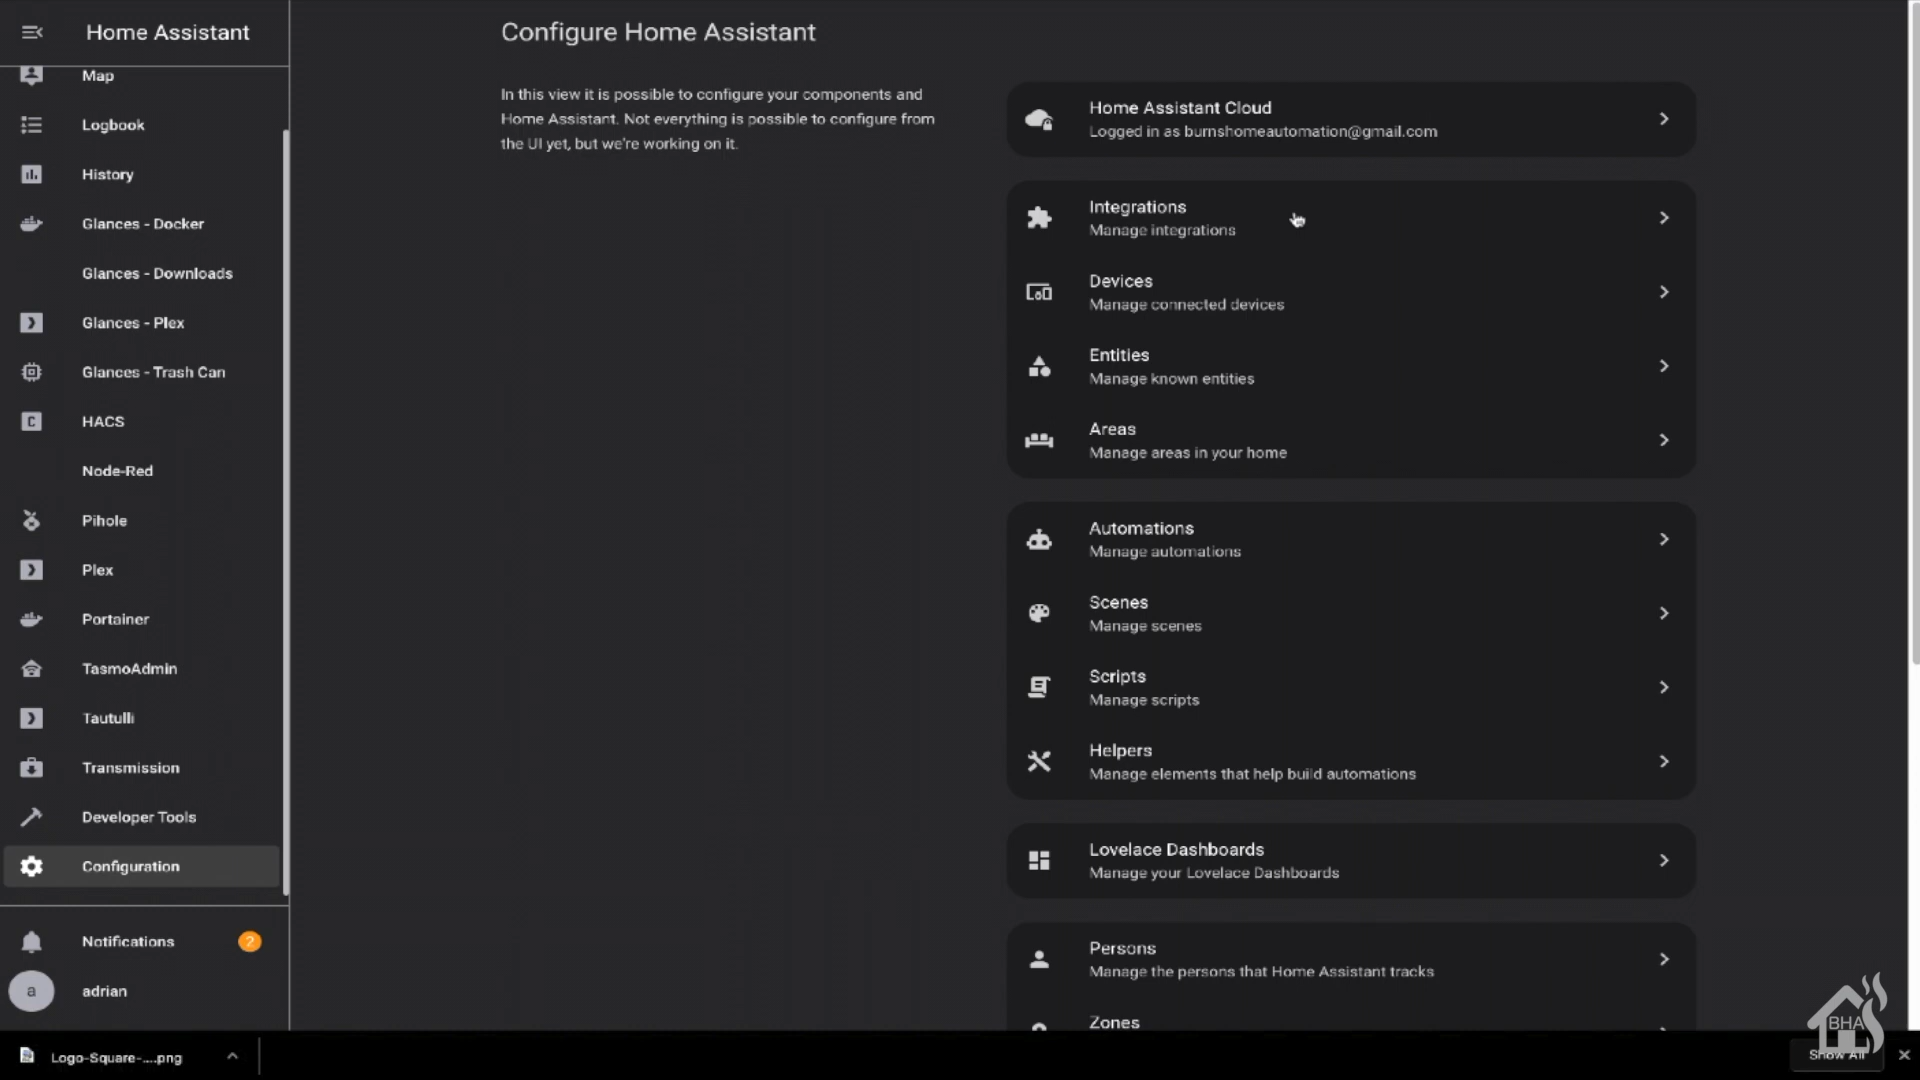 Home Assistant
Map
Logbook
History
Glances - Docker
Glances - Downloads
Glances - Plex
Glances - Trash Can
C
HACS
Node-Red
Pihole
Plex
Portainer
TasmoAdmin
Tautulli
Transmission
Developer Tools
Configuration
Notifications
2
a
adrian
Configure Home Assistant
In this view it is possible to configure your components and
Home Assistant. Not everything is possible to configure from
the UI yet, but we're working on it.
Home Assistant Cloud
Logged in as burnshomeautomation@gmail.com
Integrations
Manage integrations
Devices
Manage connected devices
Entities
Manage known entities
Areas
Manage areas in your home
Automations
Manage automations
Scenes
Manage scenes
Scripts
Manage scripts
Helpers
Manage elements that help build automations
Lovelace Dashboards
Manage your Lovelace Dashboards
Persons
Manage the persons that Home Assistant tracks
Zones
BHA
Logo-Square-....png
Show All